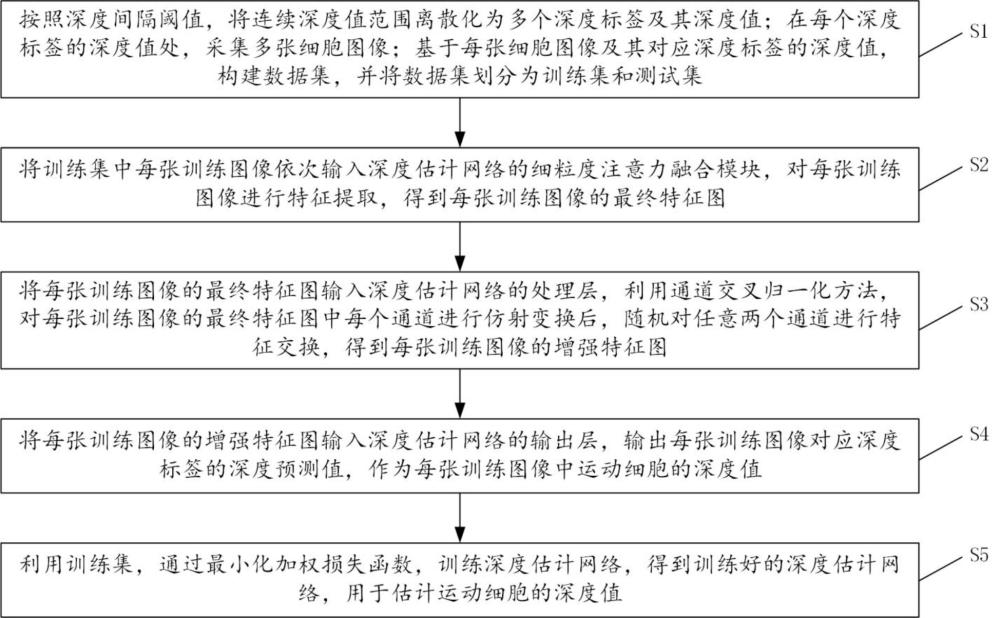 按照深度间隔阈值，将连续深度值范围离散化为多个深度标签及其深度值；在每个深度
标签的深度值处，采集多张细胞图像；基于每张细胞图像及其对应深度标签的深度值，
构建数据集，并将数据集划分为训练集和测试集
S1
将训练集中每张训练图像依次输入深度估计网络的细粒度注意力融合模块，对每张训练
图像进行特征提取，得到每张训练图像的最终特征图
S2
将每张训练图像的最终特征图输入深度估计网络的处理层，利用通道交叉归一化方法，
对每张训练图像的最终特征图中每个通道进行仿射变换后，随机对任意两个通道进行特
征交换，得到每张训练图像的增强特征图
S3
将每张训练图像的增强特征图输入深度估计网络的输出层，输出每张训练图像对应深度
标签的深度预测值，作为每张训练图像中运动细胞的深度值
S4
利用训练集，通过最小化加权损失函数，训练深度估计网络，得到训练好的深度估计网
络，用于估计运动细胞的深度值
S5